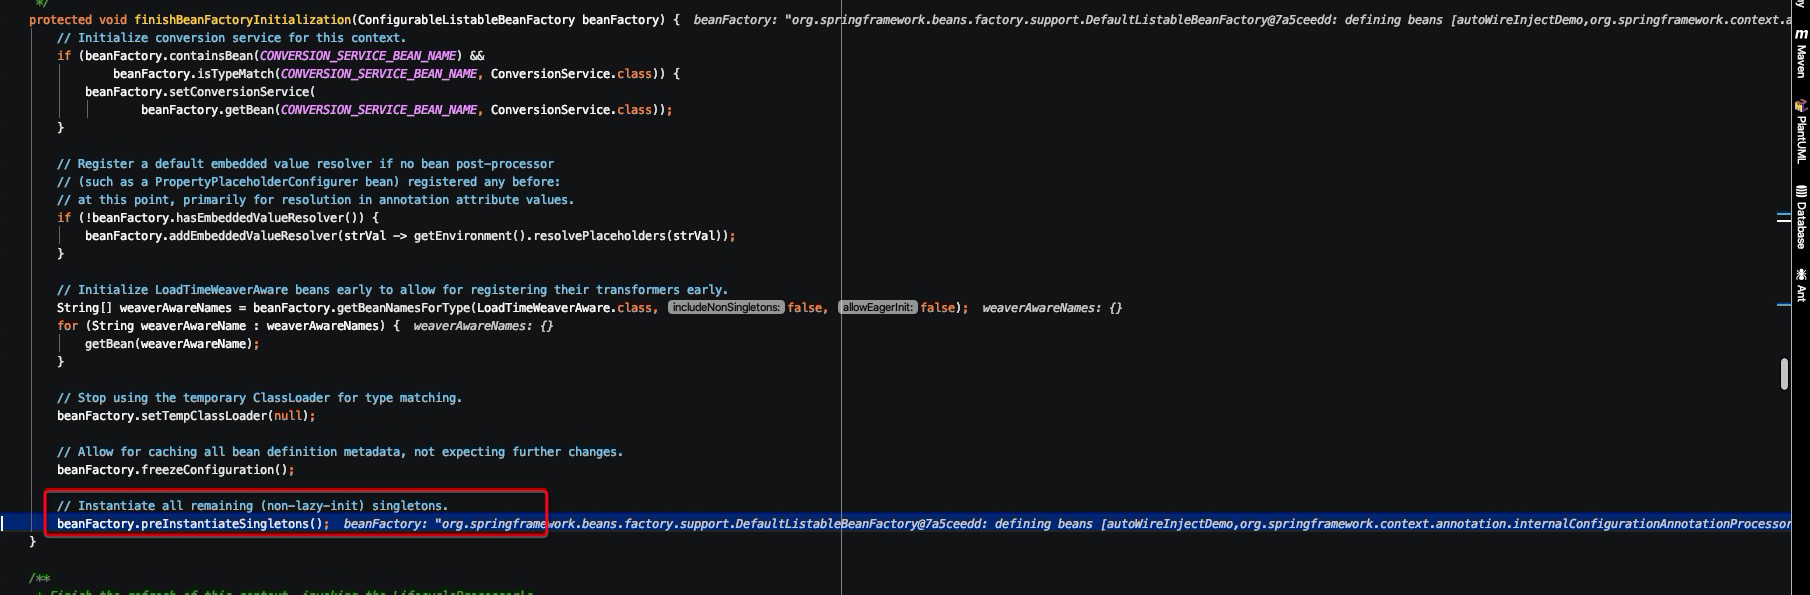 */
protected void finishBeanFactoryInitialization(ConfigurableListableBeanFactory beanFactory) {  beanFactory: "org.springframework.beans.factory.support.DefaultListableBeanFactory@7a5ceedd: defining beans [autoWireInjectDemo,org.springframework.context.a
// Initialize conversion service for this context.
if (beanFactory.containsBean(CONVERSION_SERVICE_BEAN_NAME) &&
beanFactory.isTypeMatch(CONVERSION_SERVICE_BEAN_NAME, ConversionService.class)) {
beanFactory.setConversionService(
beanFactory.getBean(CONVERSION_SERVICE_BEAN_NAME, ConversionService.class));
}
// Register a default embedded value resolver if no bean post-processor
// (such as a PropertyPlaceholderConfigurer bean) registered any before:
// at this point, primarily for resolution in annotation attribute values.
if (!beanFactory.hasEmbeddedValueResolver()) {
beanFactory.addEmbeddedValueResolver(strVal -> getEnvironment().resolvePlaceholders(strVal));
}
// Initialize LoadTimeWeaverAware beans early to allow for registering their transformers early.
String[] weaverAwareNames = beanFactory.getBeanNamesForType(LoadTimeWeaverAware.class, includeNonSingletons: false, allowEagerInit: false);  weaverAwareNames: {}
for (String weaverAwareName : weaverAwareNames) {  weaverAwareNames: {}
getBean(weaverAwareName);
}
// Stop using the temporary ClassLoader for type matching.
beanFactory.setTempClassLoader(null);
// Allow for caching all bean definition metadata, not expecting further changes.
beanFactory.freezeConfiguration();
// Instantiate all remaining (non-lazy-init) singletons.
beanFactory.preInstantiateSingletons();  beanFactory: "org.springframework.beans.factory.support.DefaultListableBeanFactory@7a5ceedd: defining beans [autoWireInjectDemo,org.springframework.context.annotation.internalConfigurationAnnotationProcessor
}
/**
Maven
PlantUML
Database
Ant